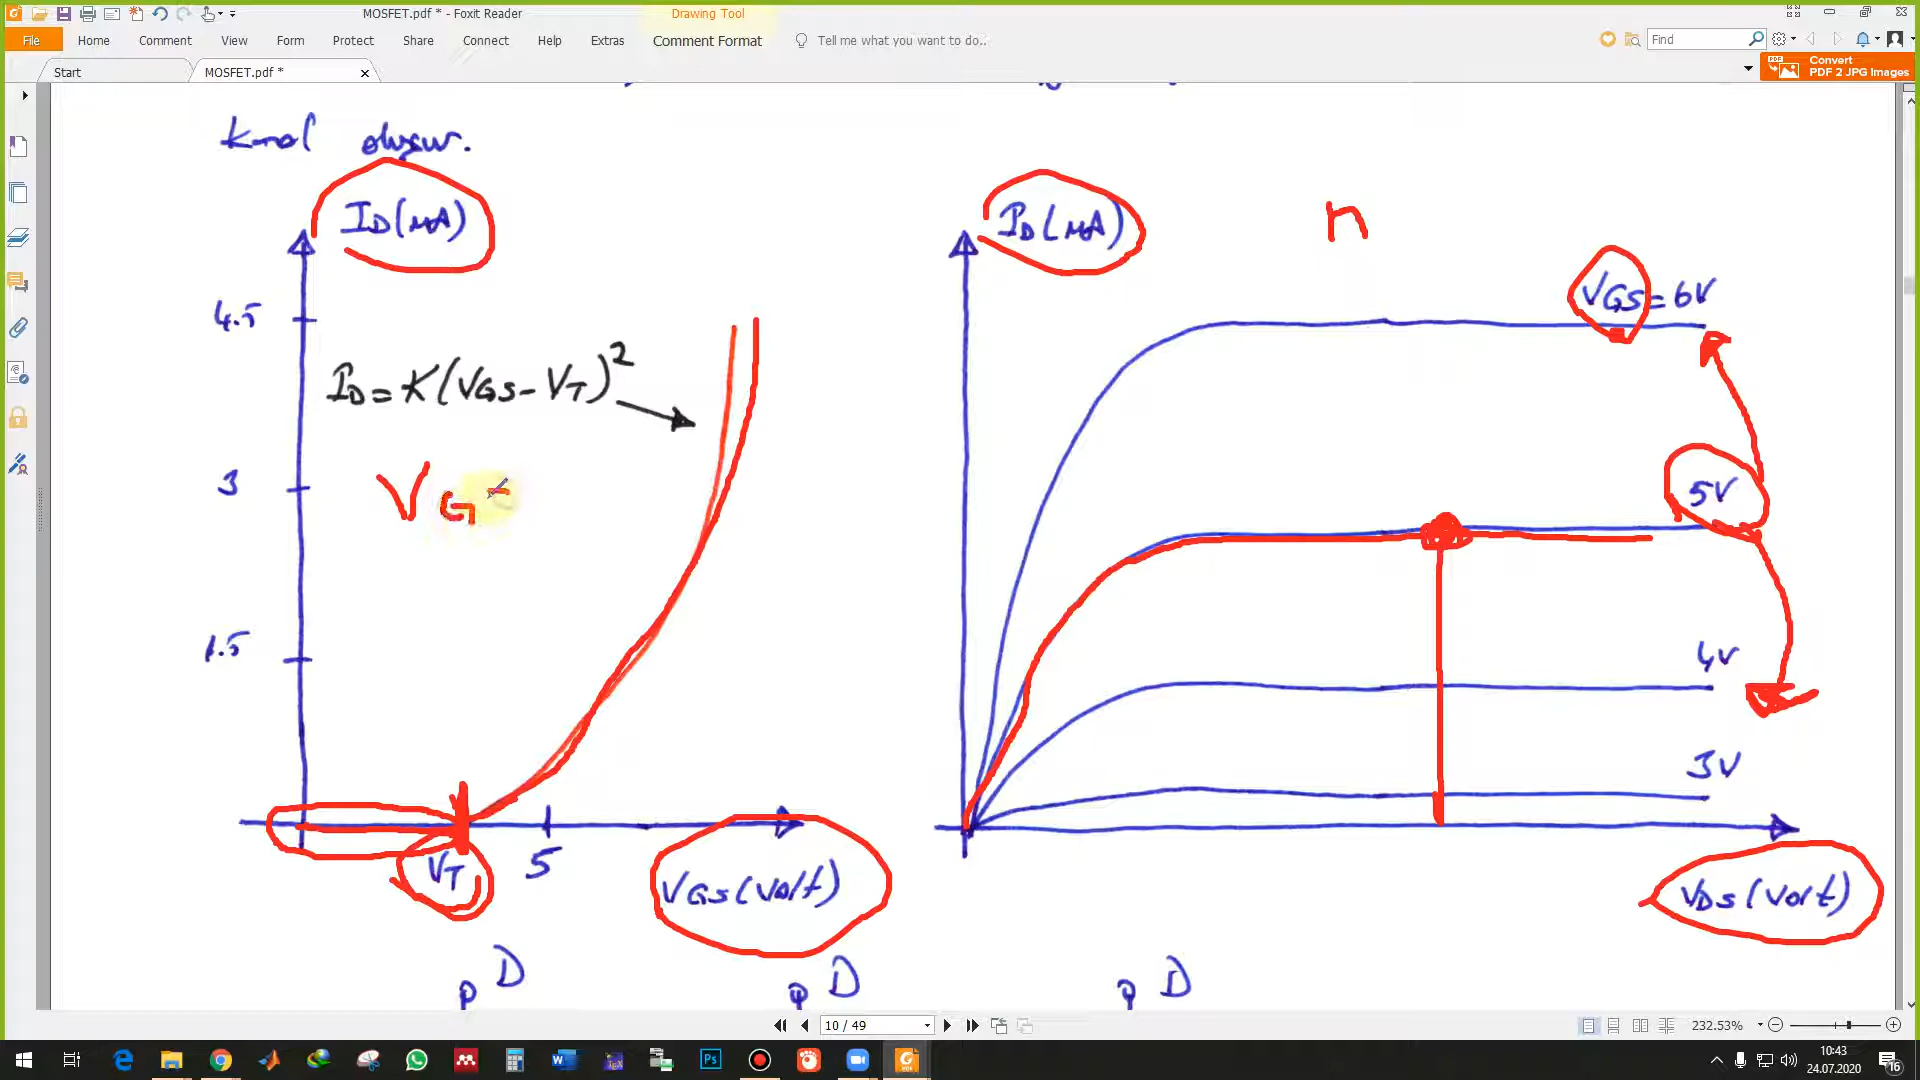 MOSFET.pdf * - Foxit Reader
Drawing Tool
File
Home
Comment
View
Form
Protect
Share
Connect
Help
Extras
Comment Format
Tell me what you want to do..
Find
Start
MOSFET.pdf *
Convert
PDF 2 JPG Images
ID(MA)
4.5
3
1.5
ID=K(VGS-VT)²
VG
VT
5
VGS(volt)
ID(MA)
n
VGS=6V
5V
4V
3V
VDS(volt)
D
D
D
10 / 49
232.53%
10:43
24.07.2020
16